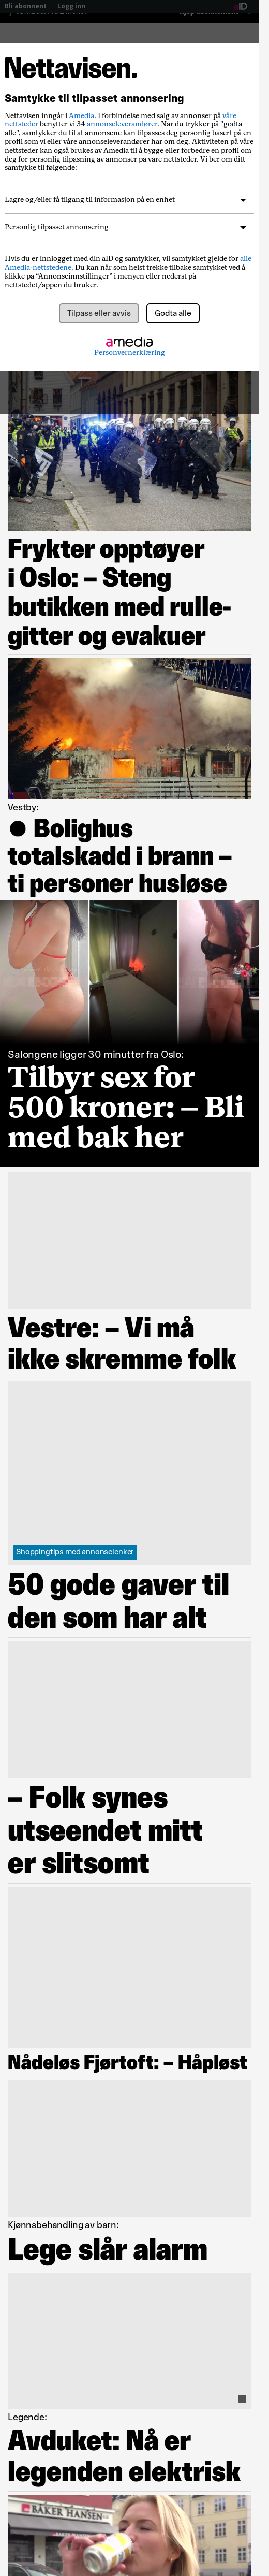 Bli abonnent | Logg inn
aID
Nettavisen.
Samtykke til tilpasset annonsering
Nettavisen inngår i Amedia. I forbindelse med salg av annonser på våre
nettsteder benytter vi 34 annonseleverandører. Når du trykker på "godta
alle", samtykker du til at annonsene kan tilpasses deg personlig basert på en
profil som vi eller våre annonseleverandører har om deg. Aktiviteten på våre
nettsteder kan også brukes av Amedia til å bygge eller forbedre en profil om
deg for personlig tilpasning av annonser på våre nettsteder. Vi ber om ditt
samtykke til følgende:
Lagre og/eller få tilgang til informasjon på en enhet
Personlig tilpasset annonsering
Hvis du er innlogget med din aID og samtykker, vil samtykket gjelde for alle
Amedia-nettstedene. Du kan når som helst trekke tilbake samtykket ved å
klikke på “Annonseinnstillinger” i menyen eller nederst på
nettstedet/appen du bruker.
Tilpass eller avvis
Godta alle
amedia
Personvernerklæring
Frykter opptøyer
i Oslo: – Steng
butikken med rulle-
gitter og evakuer
Vestby:
● Bolighus
totalskadd i brann –
ti personer husløse
Salongene ligger 30 minutter fra Oslo:
Tilbyr sex for
500 kroner: – Bli
med bak her
Vestre: – Vi må
ikke skremme folk
Shoppingtips med annonselenker
50 gode gaver til
den som har alt
– Folk synes
utseendet mitt
er slitsomt
Nådeløs Fjørtoft: – Håpløst
Kjønnsbehandling av barn:
Lege slår alarm
Legende:
Avduket: Nå er
legenden elektrisk
BAKER HANSEN